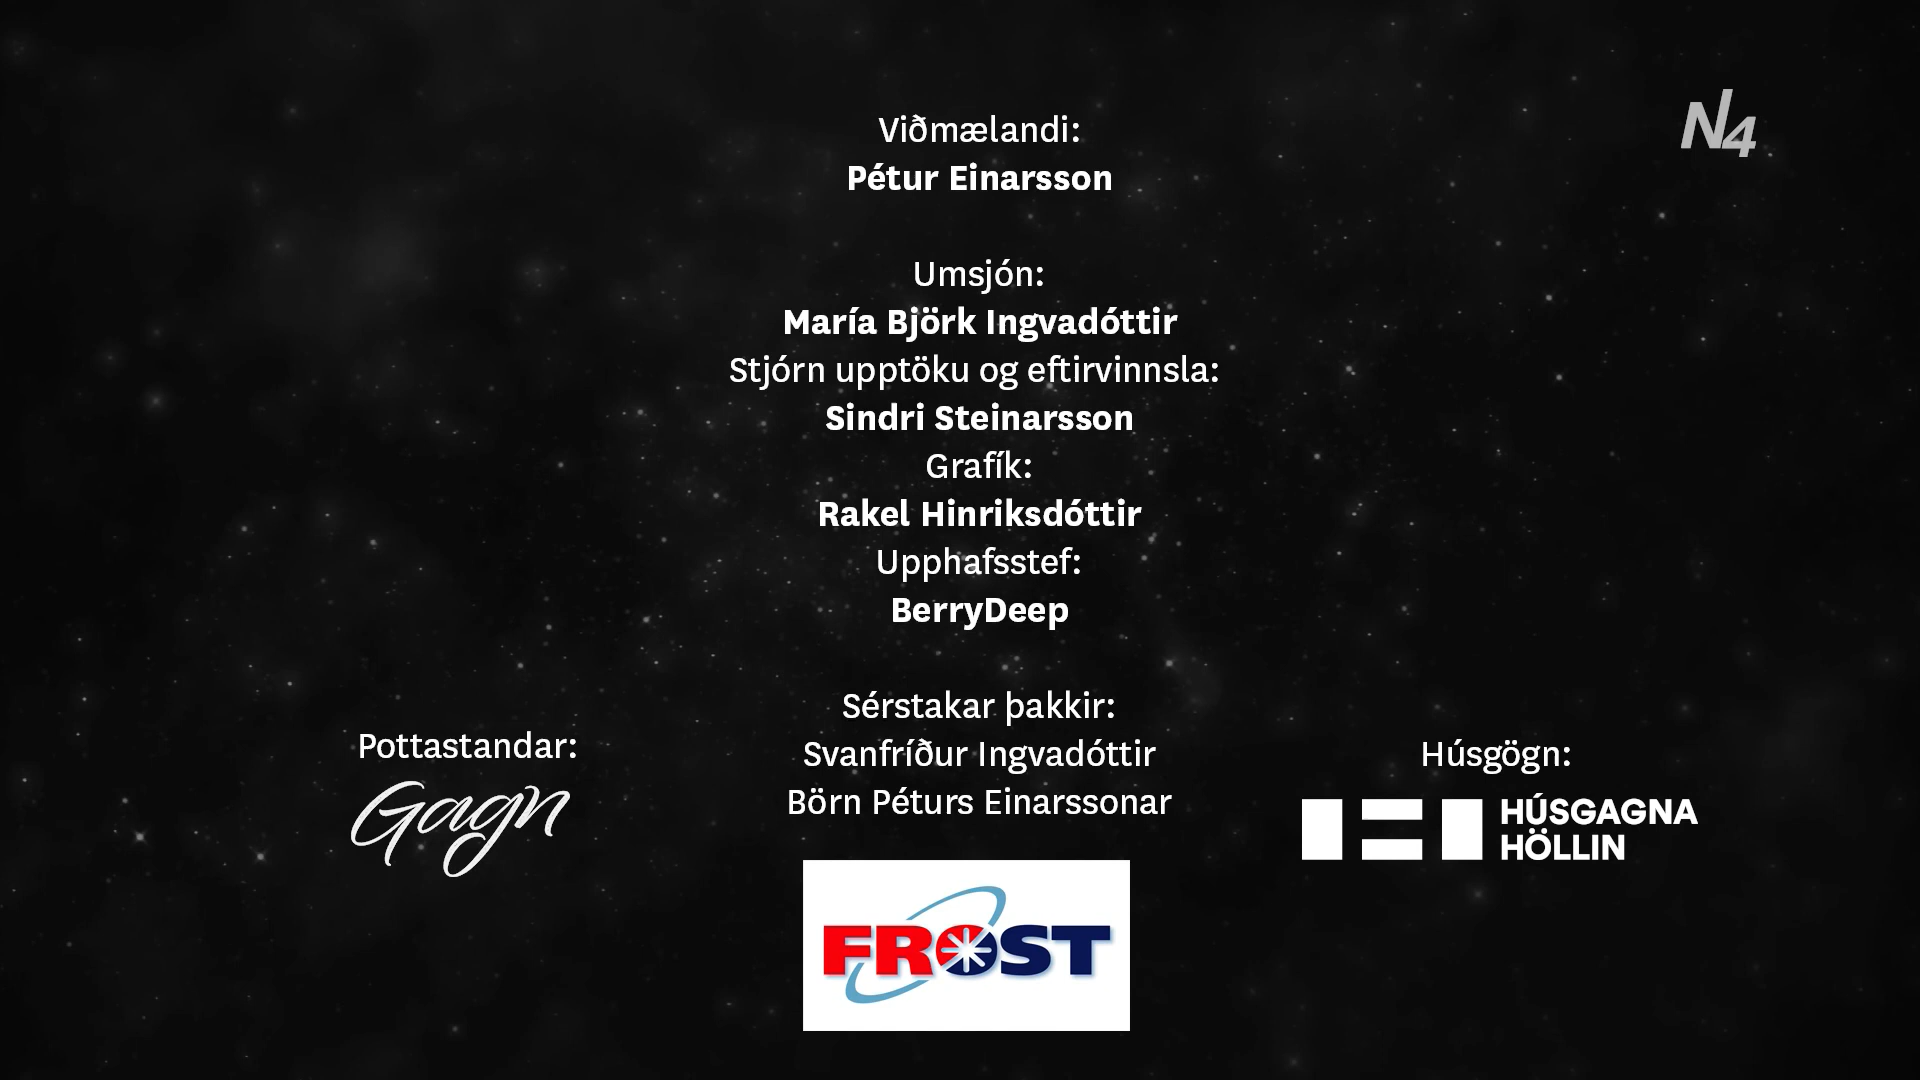 N4
Viðmælandi:
Pétur Einarsson
Umsjón:
María Björk Ingvadóttir
Stjórn upptöku og eftirvinnsla:
Sindri Steinarsson
Grafík:
Rakel Hinriksdóttir
Upphafsstef:
BerryDeep
Sérstakar þakkir:
Svanfríður Ingvadóttir
Börn Péturs Einarssonar
Pottastandar:
Gagn
FROST
Húsgögn:
HÚSGAGNA
HÖLLIN